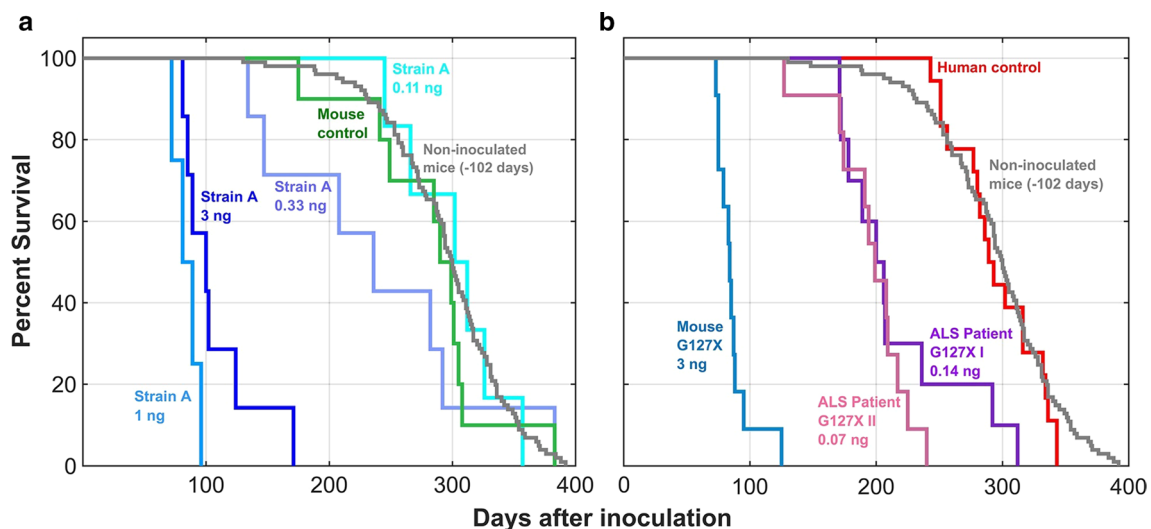 a
b
Percent Survival
100
80
60
40
20
0
Strain A
0.11 ng
Mouse
control
Non-inoculated
mice (-102 days)
Strain A
3 ng
Strain A
0.33 ng
Strain A
1 ng
100
200
300
400
Human control
Non-inoculated
mice (-102 days)
Mouse
G127X
3 ng
ALS Patient
G127X I
0.14 ng
ALS Patient
G127X II
0.07 ng
0
100
200
300
400
Days after inoculation